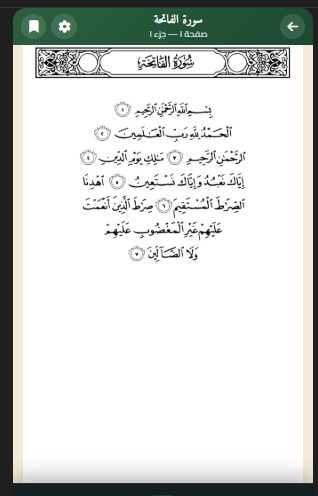 سورة الفاتحة
صفحة ١ — جزء ١
سُورَةُ الفَاتِحَةِ
بِسْمِ ٱللَّهِ ٱلرَّحْمَٰنِ ٱلرَّحِيمِ ١
ٱلْحَمْدُ لِلَّهِ رَبِّ ٱلْعَٰلَمِينَ ٢
ٱلرَّحْمَٰنِ ٱلرَّحِيمِ ٣ مَٰلِكِ يَوْمِ ٱلدِّينِ ٤
إِيَّاكَ نَعْبُدُ وَإِيَّاكَ نَسْتَعِينُ ٥ ٱهْدِنَا
ٱلصِّرَٰطَ ٱلْمُسْتَقِيمَ ٦ صِرَٰطَ ٱلَّذِينَ أَنْعَمْتَ
عَلَيْهِمْ غَيْرِ ٱلْمَغْضُوبِ عَلَيْهِمْ
وَلَا ٱلضَّآلِّينَ ٧